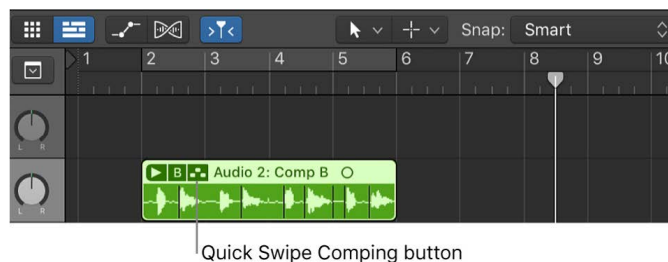 Snap: Smart
1 2 3 4 5 6 7 8 9 10
L R
B Audio 2: Comp B
L R
Quick Swipe Comping button